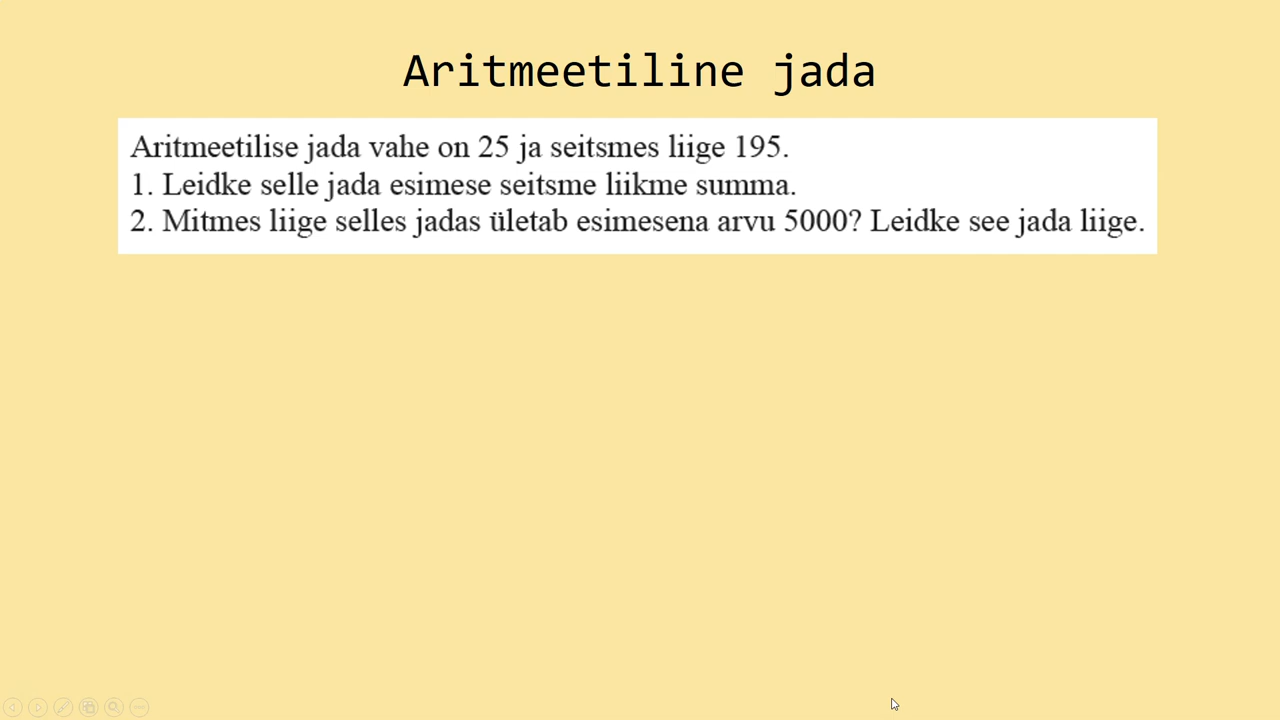 Aritmeetiline jada
Aritmeetilise jada vahe on 25 ja seitsmes liige 195.
1. Leidke selle jada esimese seitsme liikme summa.
2. Mitmes liige selles jadas ületab esimesena arvu 5000? Leidke see jada liige.